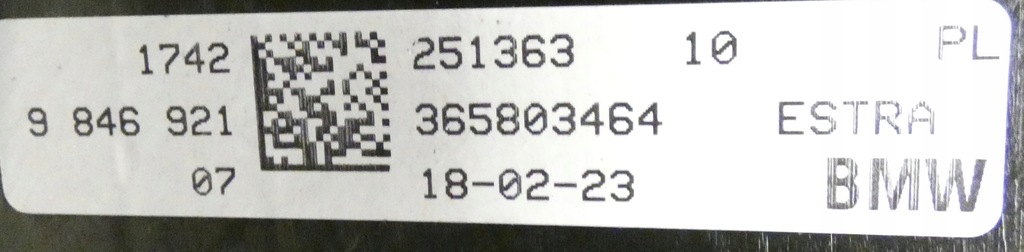 1742 251363 10 PL
9 846 921 365803464 ESTRA
07 18-02-23 BMW